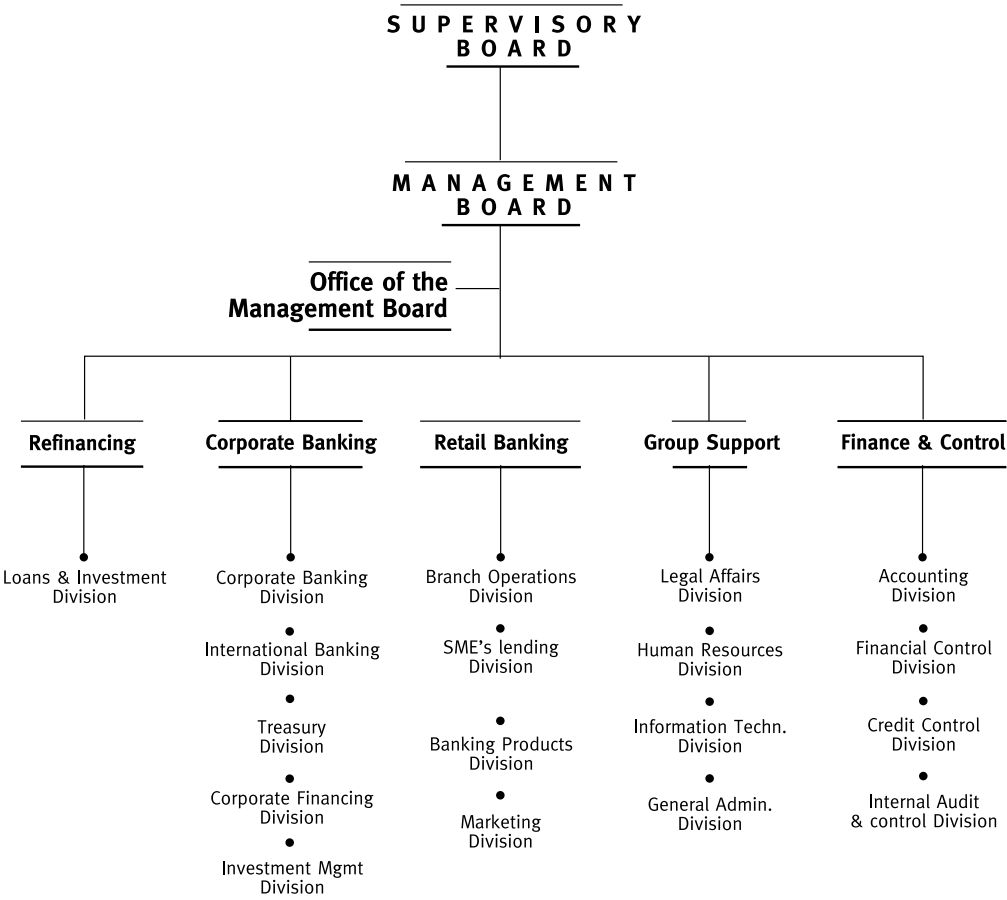 SUPERVISORY
BOARD
MANAGEMENT
BOARD
Office of the
Management Board
Refinancing
Loans & Investment
Division
Corporate Banking
Corporate Banking
Division
International Banking
Division
Treasury
Division
Corporate Financing
Division
Investment Mgmt
Division
Retail Banking
Branch Operations
Division
SME's lending
Division
Banking Products
Division
Marketing
Division
Group Support
Legal Affairs
Division
Human Resources
Division
Information Techn.
Division
General Admin.
Division
Finance & Control
Accounting
Division
Financial Control
Division
Credit Control
Division
Internal Audit
& control Division